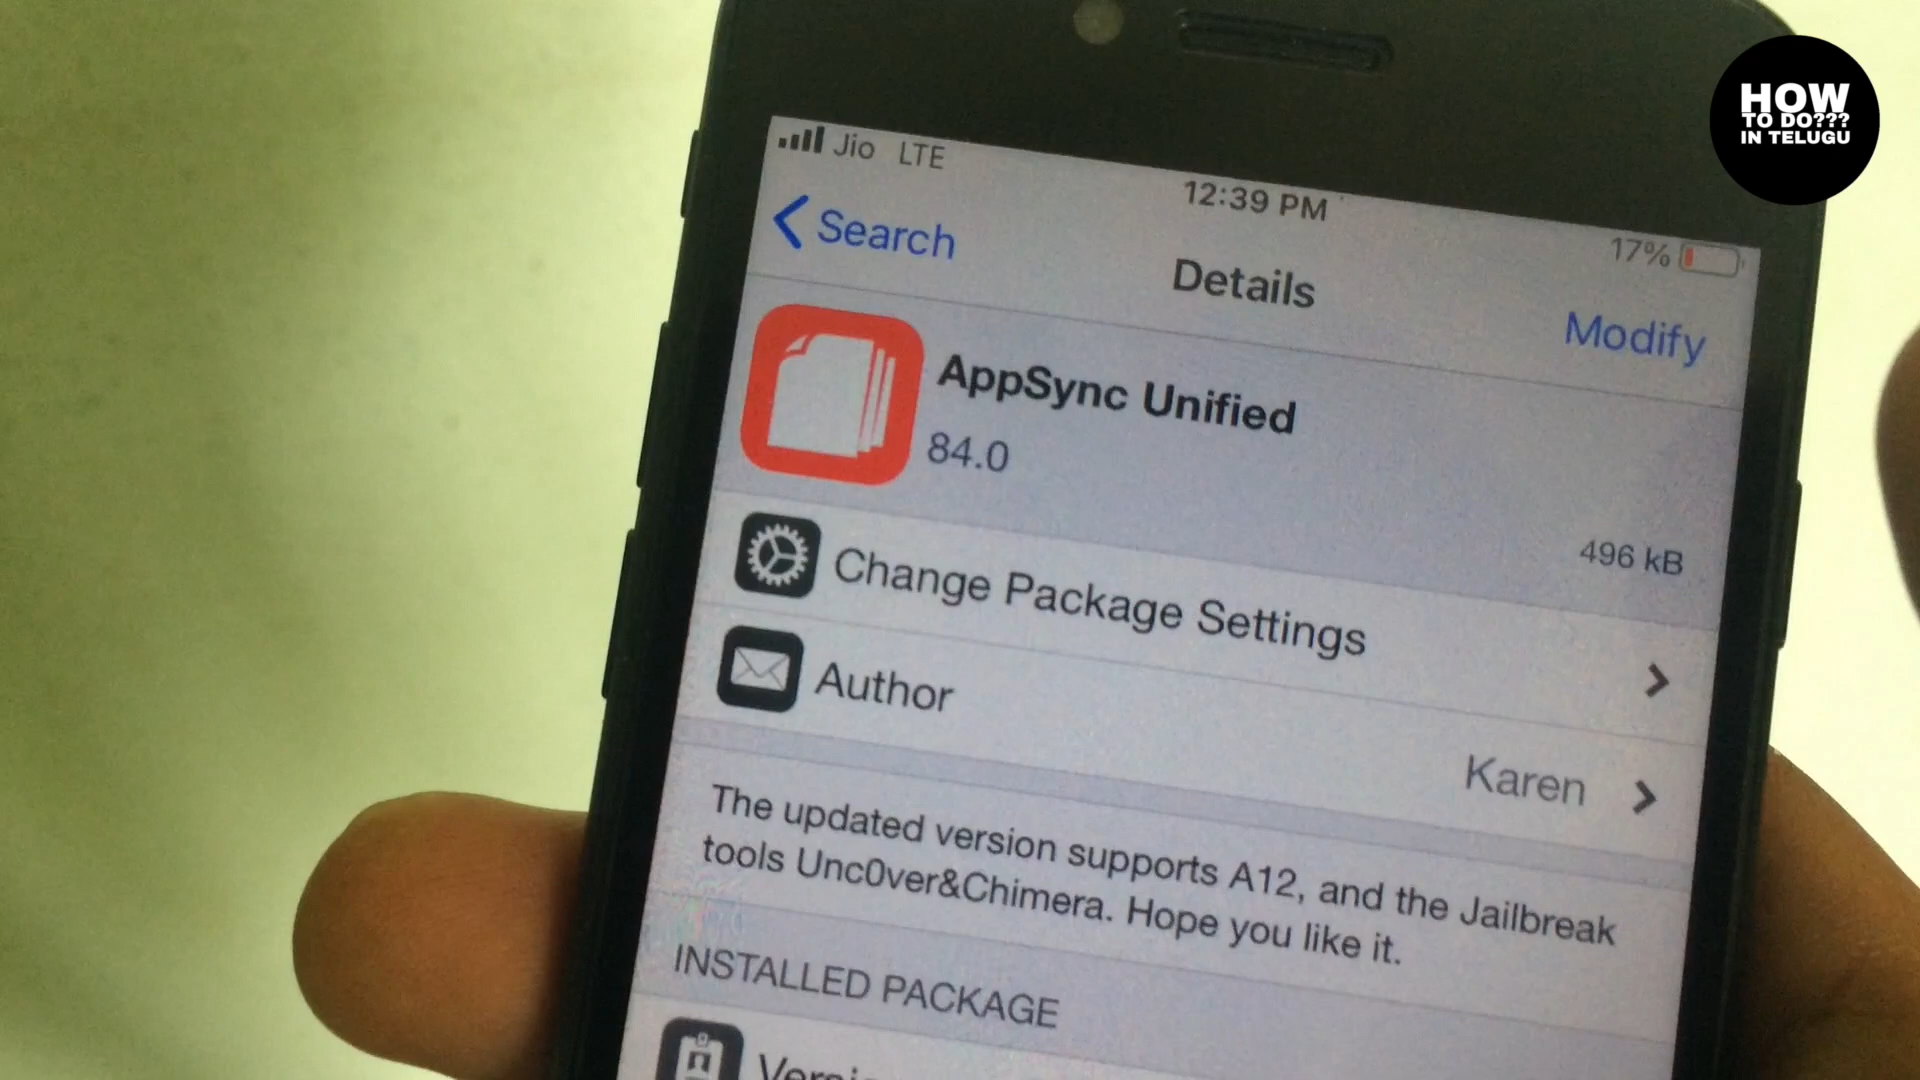 HOW
TO DO???
IN TELUGU
Jio LTE
12:39 PM
17%
Search
Details
Modify
AppSync Unified
84.0
496 kB
Change Package Settings
Author
Karen
The updated version supports A12, and the Jailbreak
tools Unc0ver&Chimera. Hope you like it.
INSTALLED PACKAGE